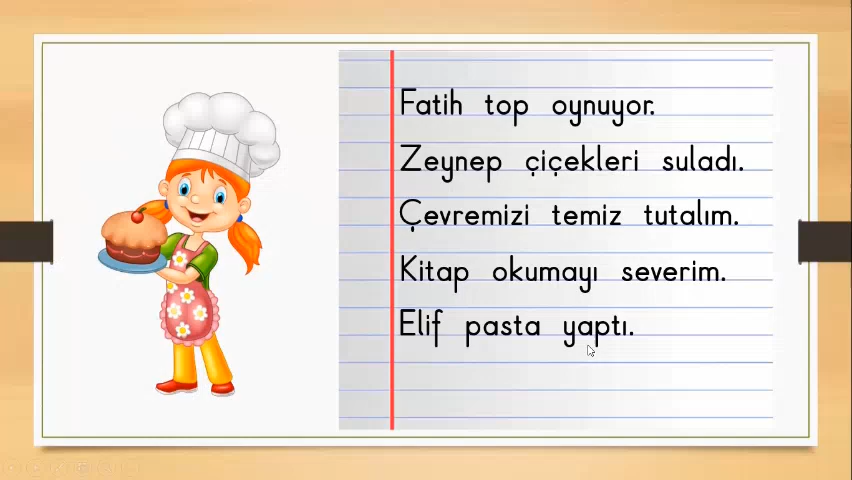 Fatih top oynuyor.
Zeynep çiçekleri suladı.
Çevremizi temiz tutalım.
Kitap okumayı severim.
Elif pasta yaptı.